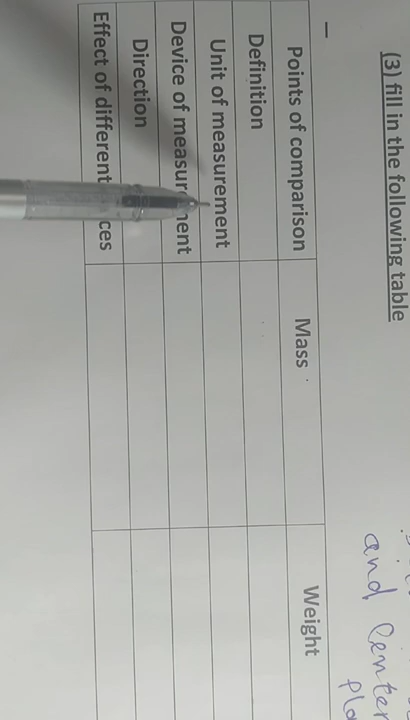 (3) fill in the following table
Points of comparison Mass Weight
Definition
Unit of measurement
Device of measur ent
Direction
Effect of different ces
and center